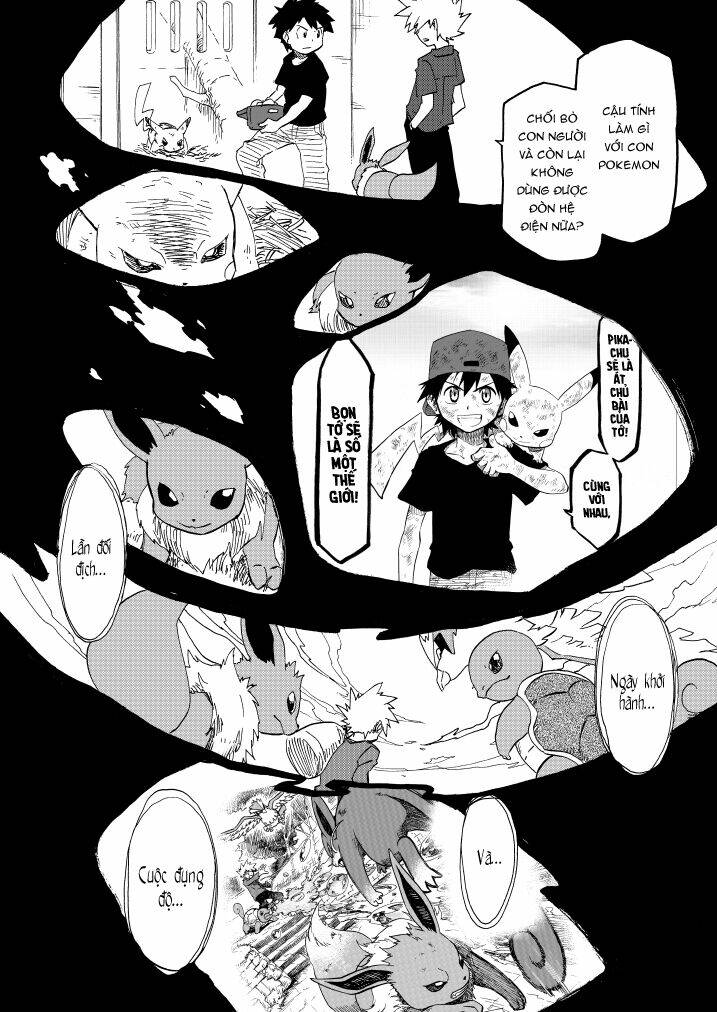 CẬU TÍNH
LÀM GÌ
VỚI CON
POKEMON
CHỐI BỎ
CON NGƯỜI
VÀ CÒN LẠI
KHÔNG
DÙNG ĐƯỢC
ĐÒN HỆ
ĐIỆN NỮA?
PIKA-
CHU
SẼ LÀ
ÁT
CHỦ
BÀI
CỦA
TỚ!
CÙNG
VỚI
NHAU,
BỌN
TỚ SẼ
LÀ SỐ
MỘT
THẾ
GIỚI!
Lần đối
địch...
Ngày khởi
hành...
Và...
Cuộc đụng
độ...